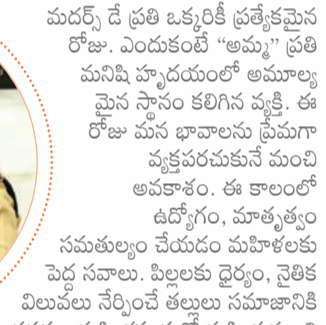 మదర్స్ డే ప్రతి ఒక్కరికీ ప్రత్యేకమైన
రోజు. ఎందుకంటే “అమ్మ” ప్రతి
మనిషి హృదయంలో అమూల్య
మైన స్థానం కలిగిన వ్యక్తి. ఈ
రోజు మన భావాలను ప్రేమగా
వ్యక్తపరచుకునే మంచి
అవకాశం. ఈ కాలంలో
ఉద్యోగం, మాతృత్వం
సమతుల్యం చేయడం మహిళలకు
పెద్ద సవాలు. పిల్లలకు ధైర్యం, నైతిక
విలువలు నేర్పించే తల్లులు సమాజానికి